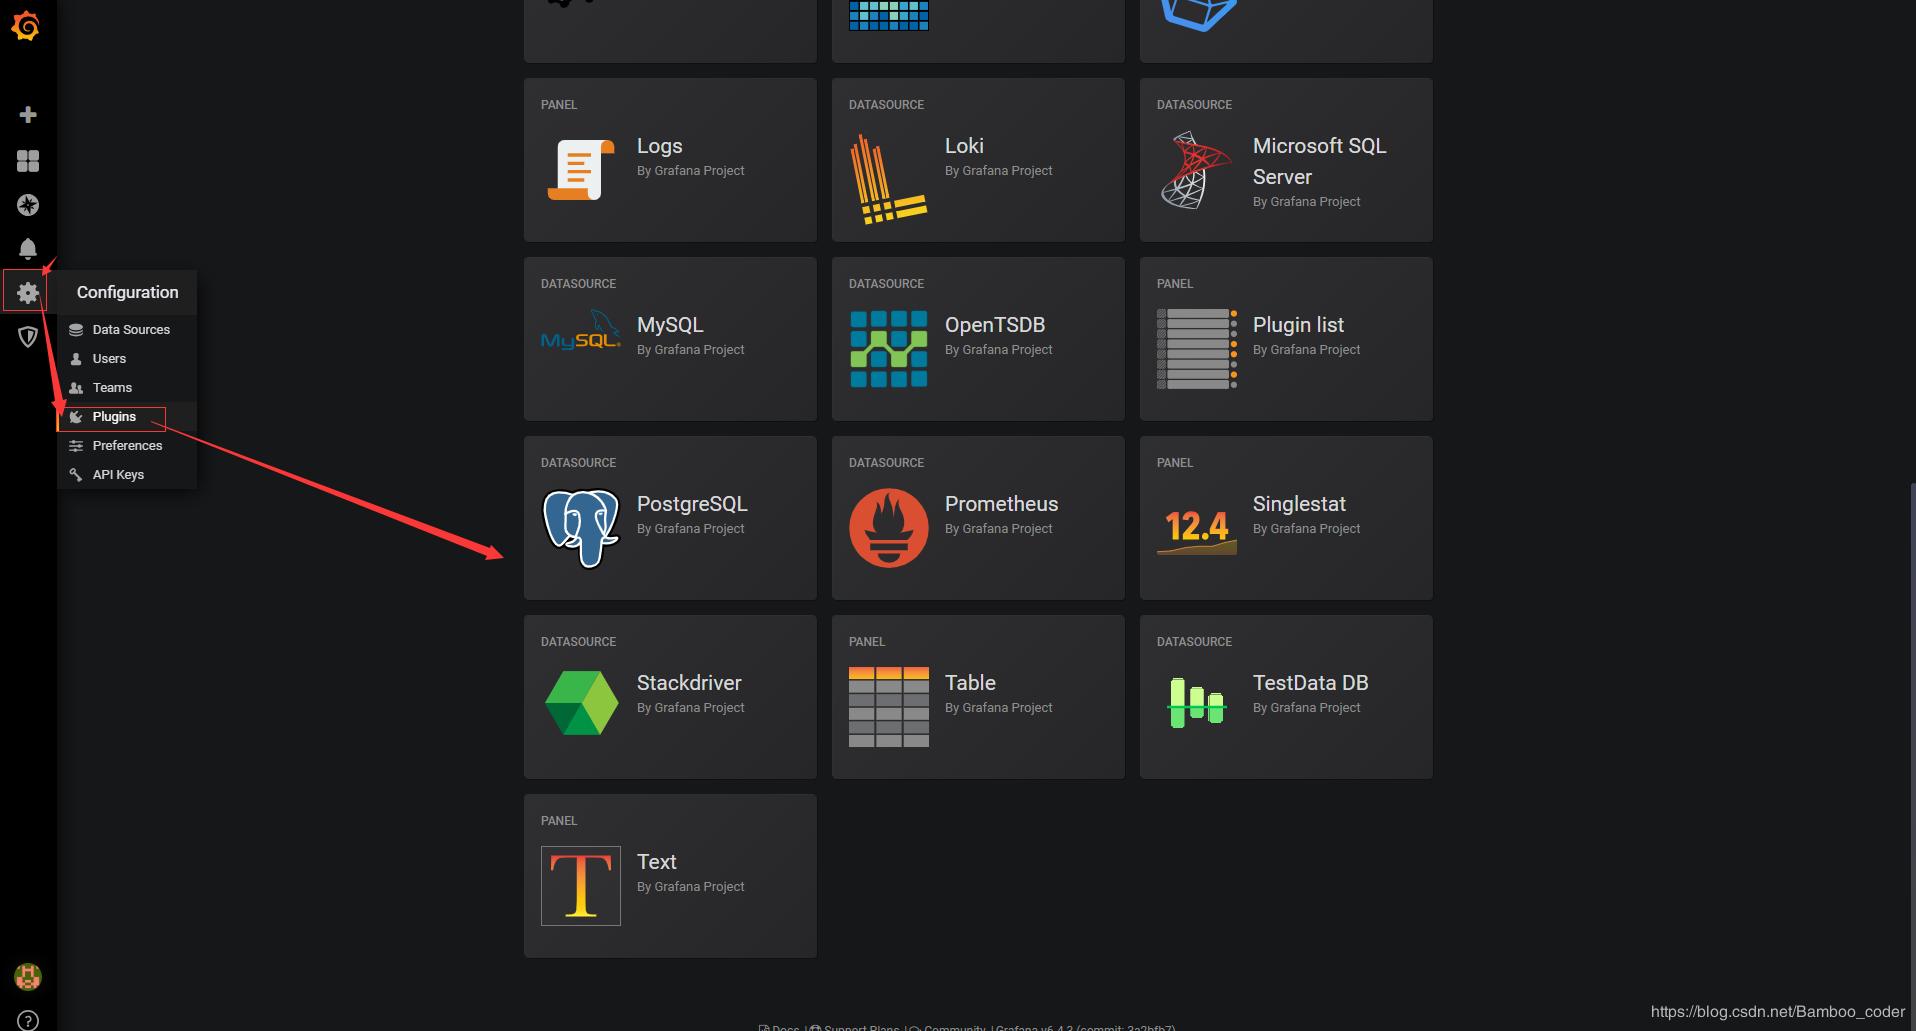 PANEL
Logs
By Grafana Project
DATASOURCE
Loki
By Grafana Project
DATASOURCE
Microsoft SQL
Server
By Grafana Project
Configuration
Data Sources
Users
Teams
Plugins
Preferences
API Keys
DATASOURCE
MySQL
MySQL
By Grafana Project
DATASOURCE
OpenTSDB
By Grafana Project
PANEL
Plugin list
By Grafana Project
DATASOURCE
PostgreSQL
By Grafana Project
DATASOURCE
Prometheus
By Grafana Project
PANEL
12.4
Singlestat
By Grafana Project
DATASOURCE
Stackdriver
By Grafana Project
PANEL
Table
By Grafana Project
DATASOURCE
TestData DB
By Grafana Project
PANEL
T
Text
By Grafana Project
?
https://blog.csdn.net/Bamboo_coder
Docs | Support Plans | Community | Grafana v6.4.3 (commit: 3a2bfb7)